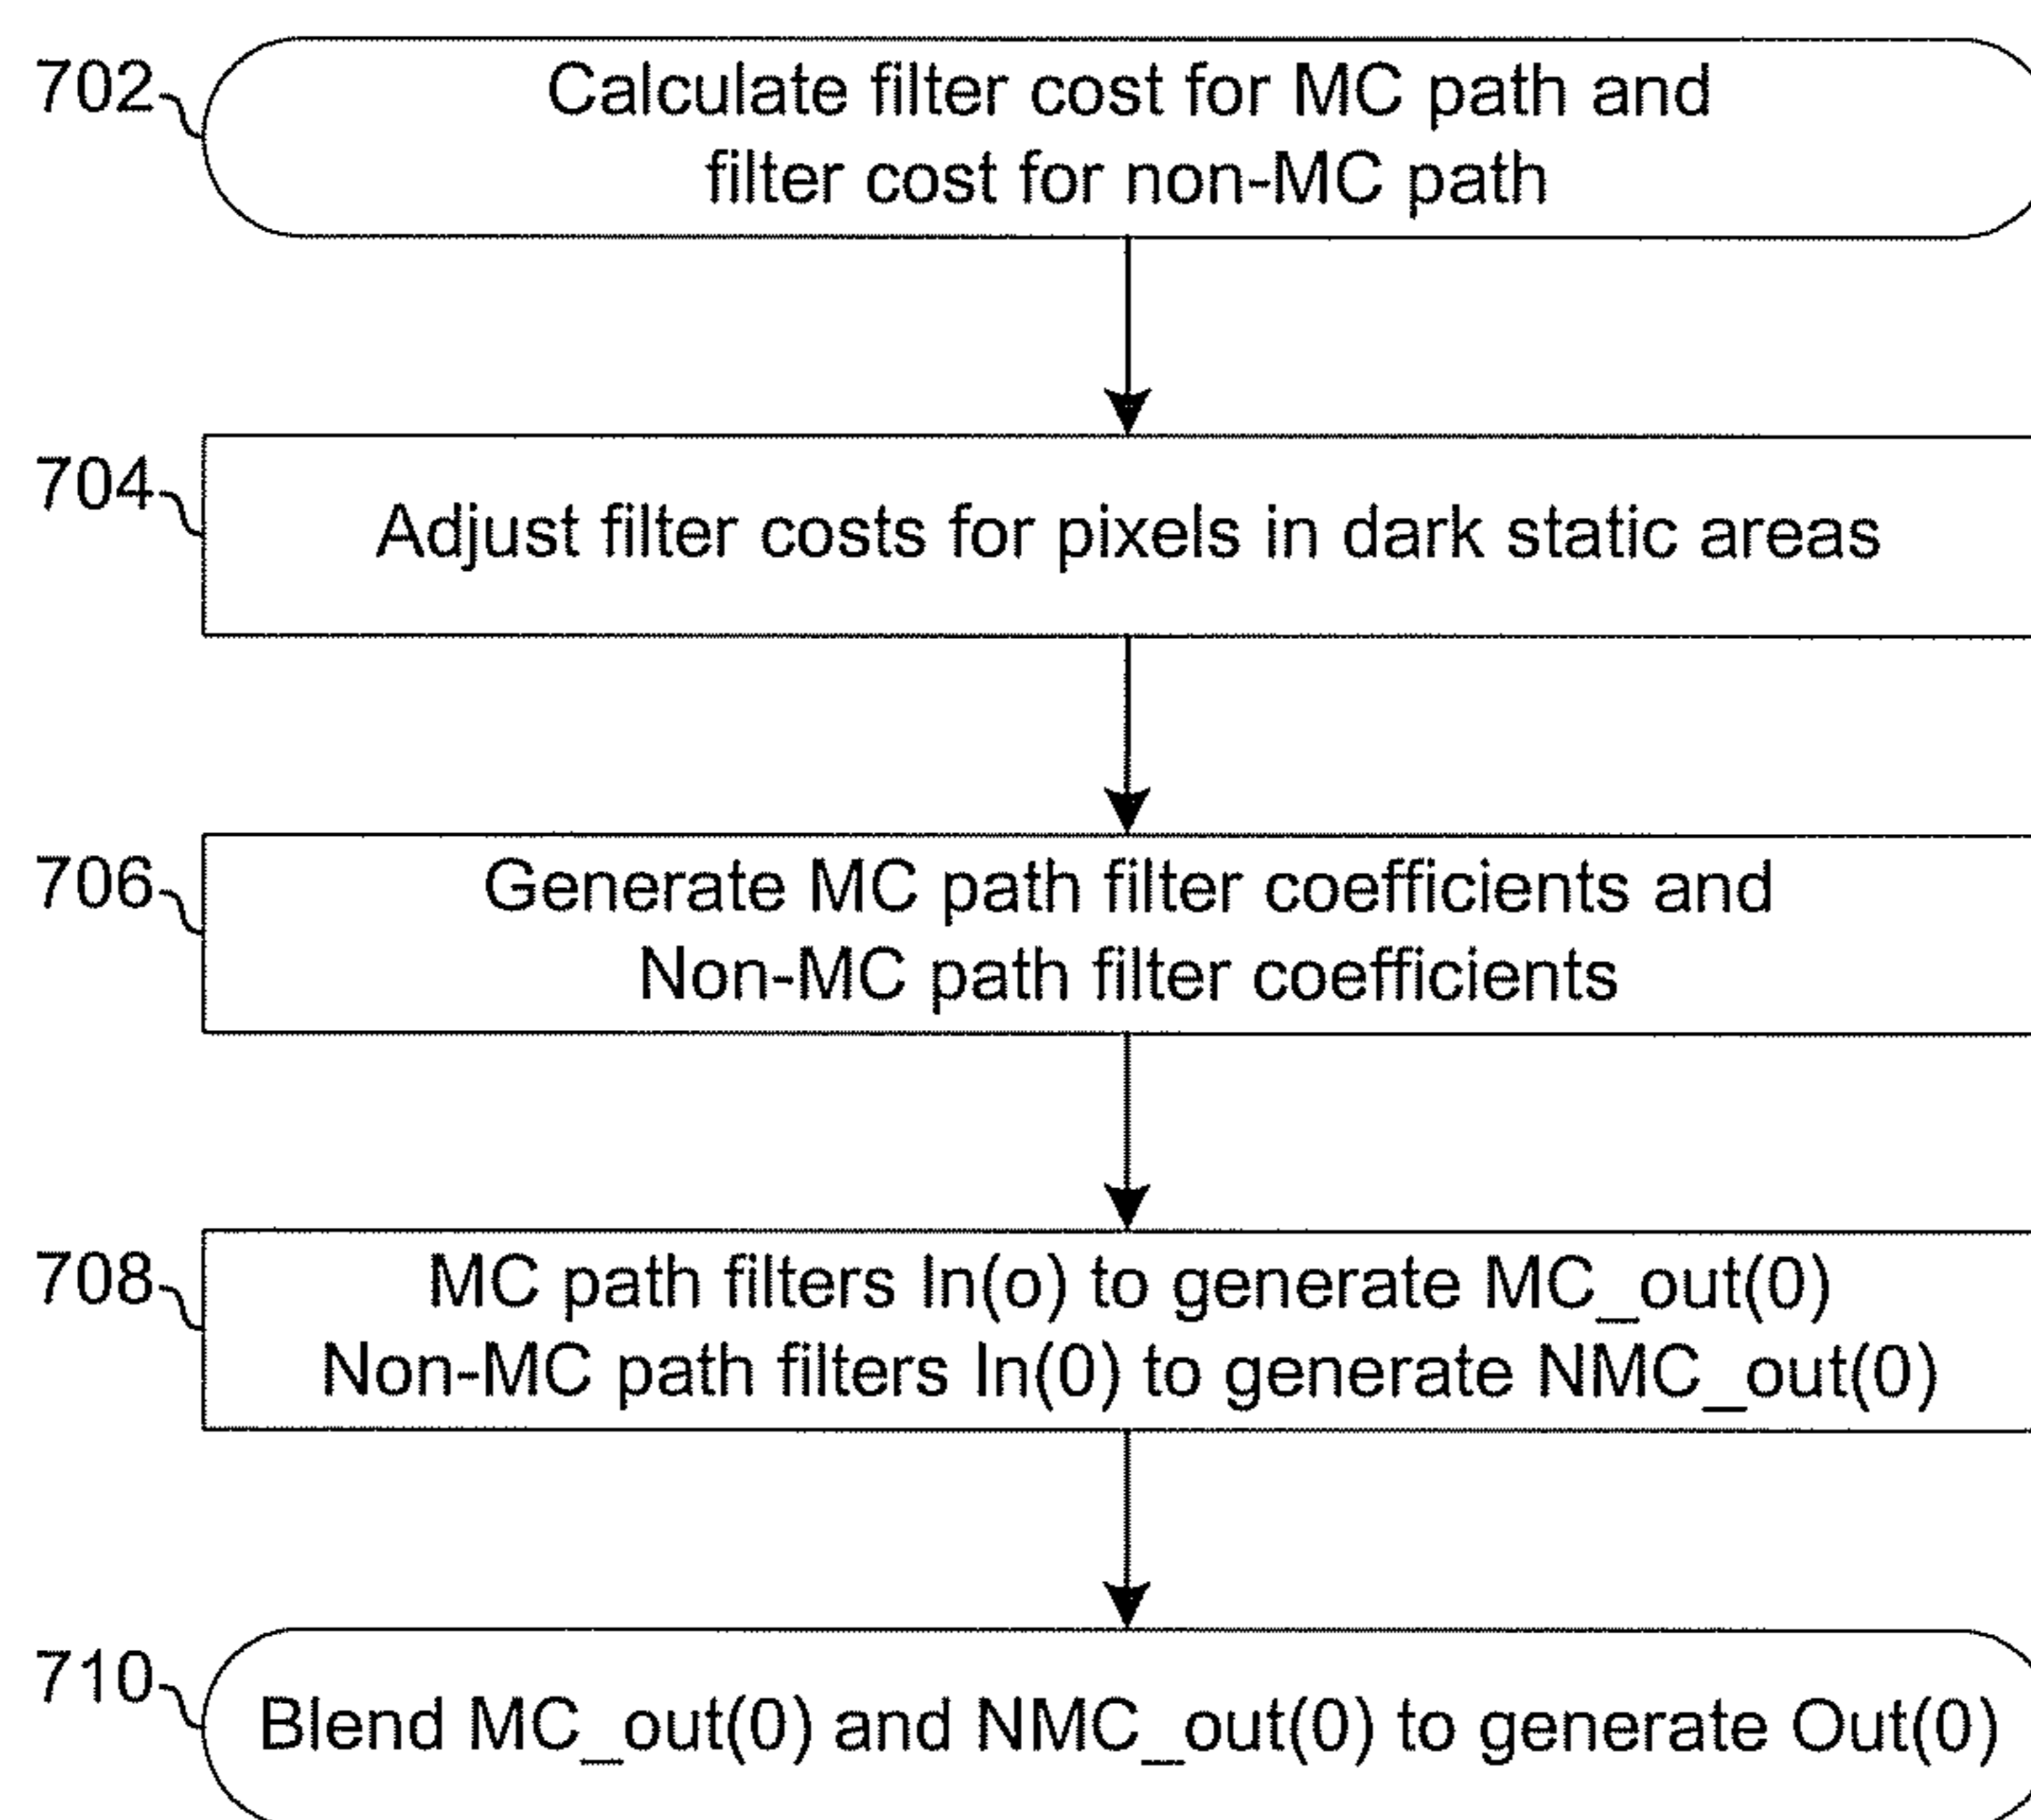 702
Calculate filter cost for MC path and
filter cost for non-MC path
704
Adjust filter costs for pixels in dark static areas
706
Generate MC path filter coefficients and
Non-MC path filter coefficients
708
MC path filters In(o) to generate MC_out(0)
Non-MC path filters In(0) to generate NMC_out(0)
710
Blend MC_out(0) and NMC_out(0) to generate Out(0)